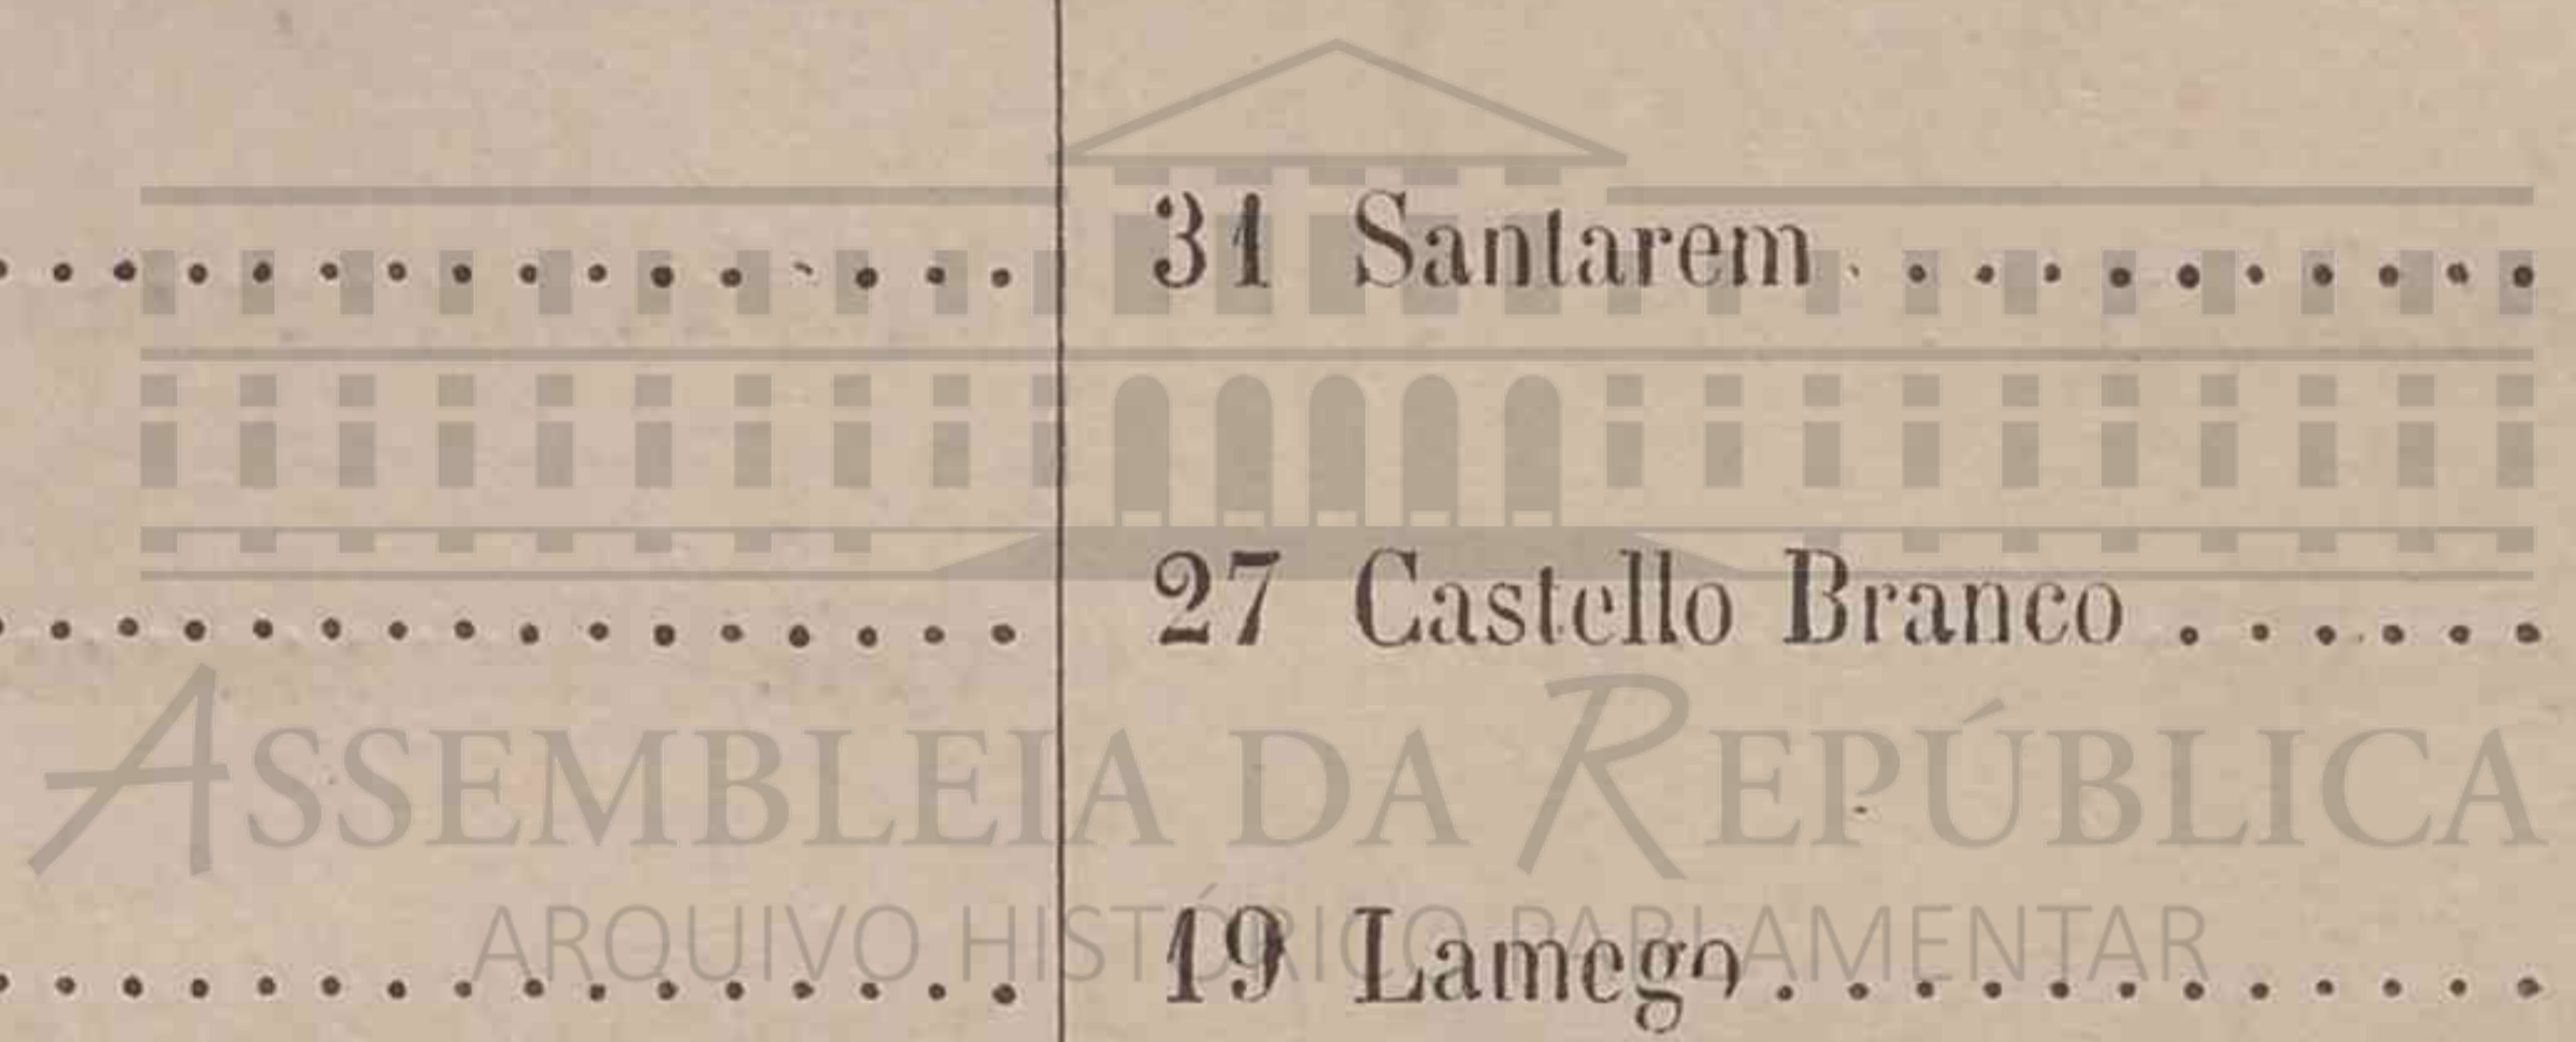 31 Santarem . . . . . . . . . . .
27 Castello Branco . . . . . .
ASSEMBLEIA DA REPÚBLICA
ARQUIVO HISTÓRICO PARLAMENTAR
19 Lamego . . . . . . . . . . . .